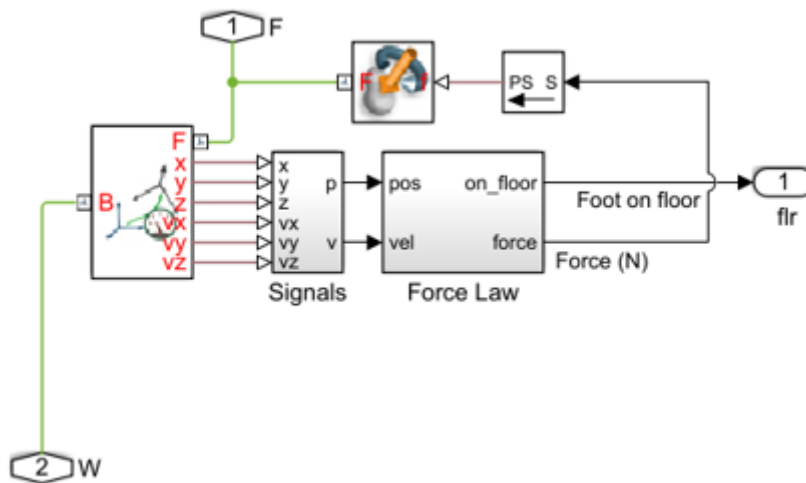 1 F
F f
PS S
F
x
y
z
vx
vy
vz
B
x
y
z
vx
vy
vz
p
v
Signals
pos
vel
on_floor
force
Force Law
Foot on floor
Force (N)
1
flr
2 W